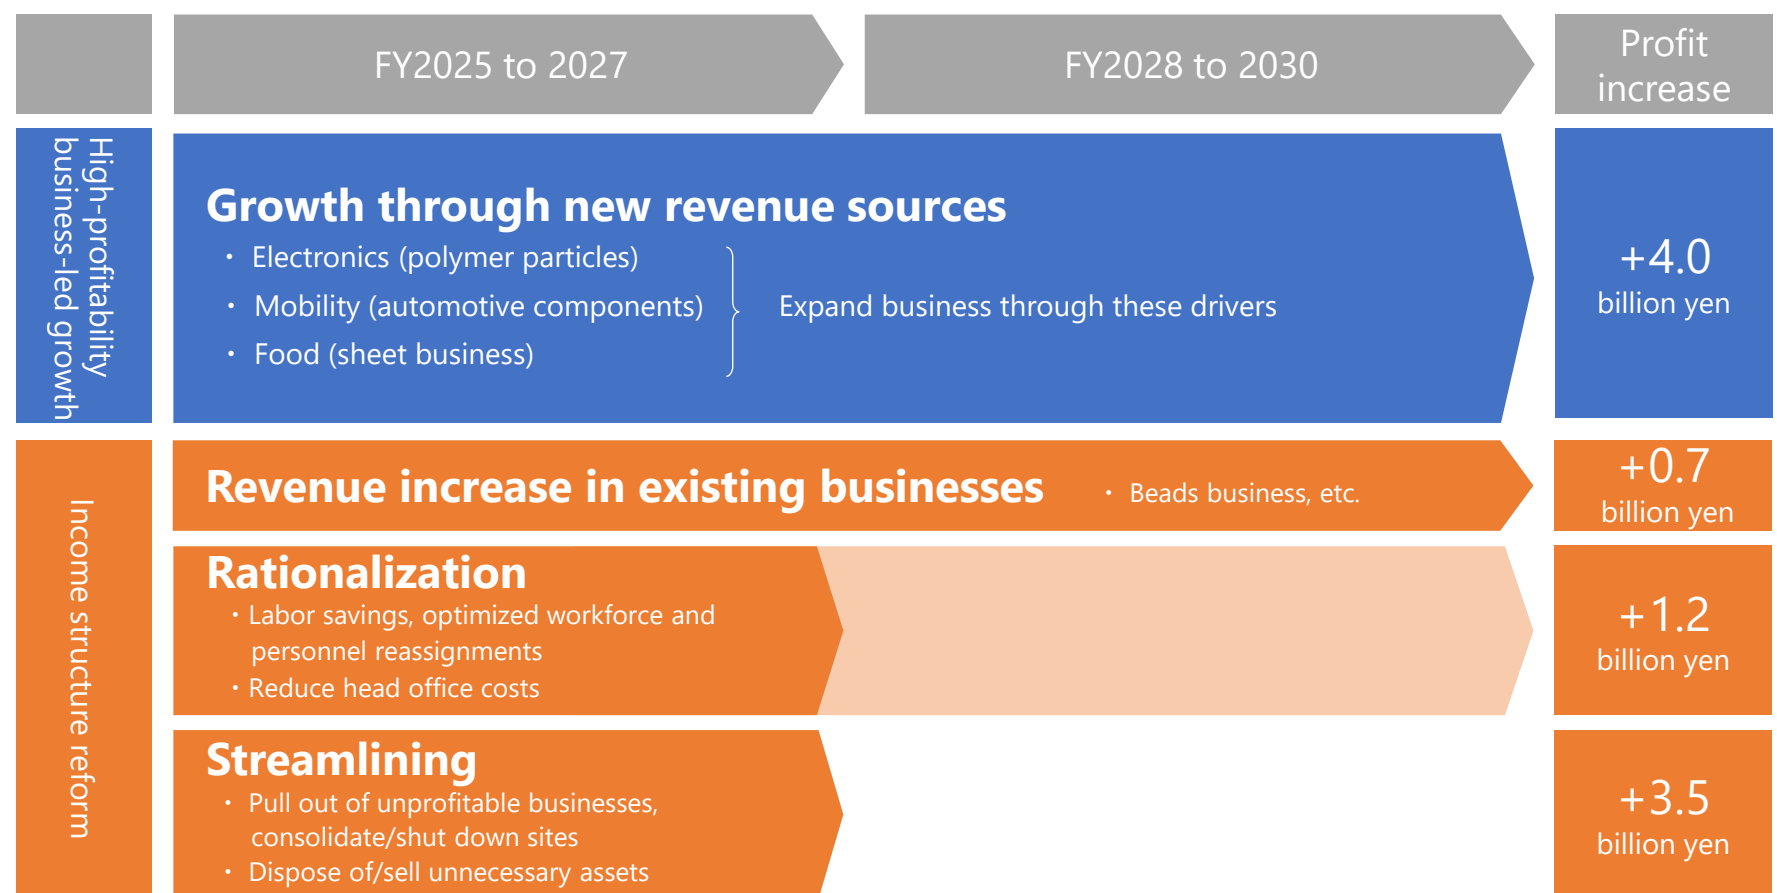 FY2025 to 2027
FY2028 to 2030
Profit
increase
High-profitability
business-led growth
Growth through new revenue sources
・ Electronics (polymer particles)
・ Mobility (automotive components)
・ Food (sheet business)
Expand business through these drivers
+4.0
billion yen
Income structure reform
Revenue increase in existing businesses
・ Beads business, etc.
+0.7
billion yen
Rationalization
・Labor savings, optimized workforce and
personnel reassignments
・Reduce head office costs
+1.2
billion yen
Streamlining
・ Pull out of unprofitable businesses,
consolidate/shut down sites
・ Dispose of/sell unnecessary assets
+3.5
billion yen